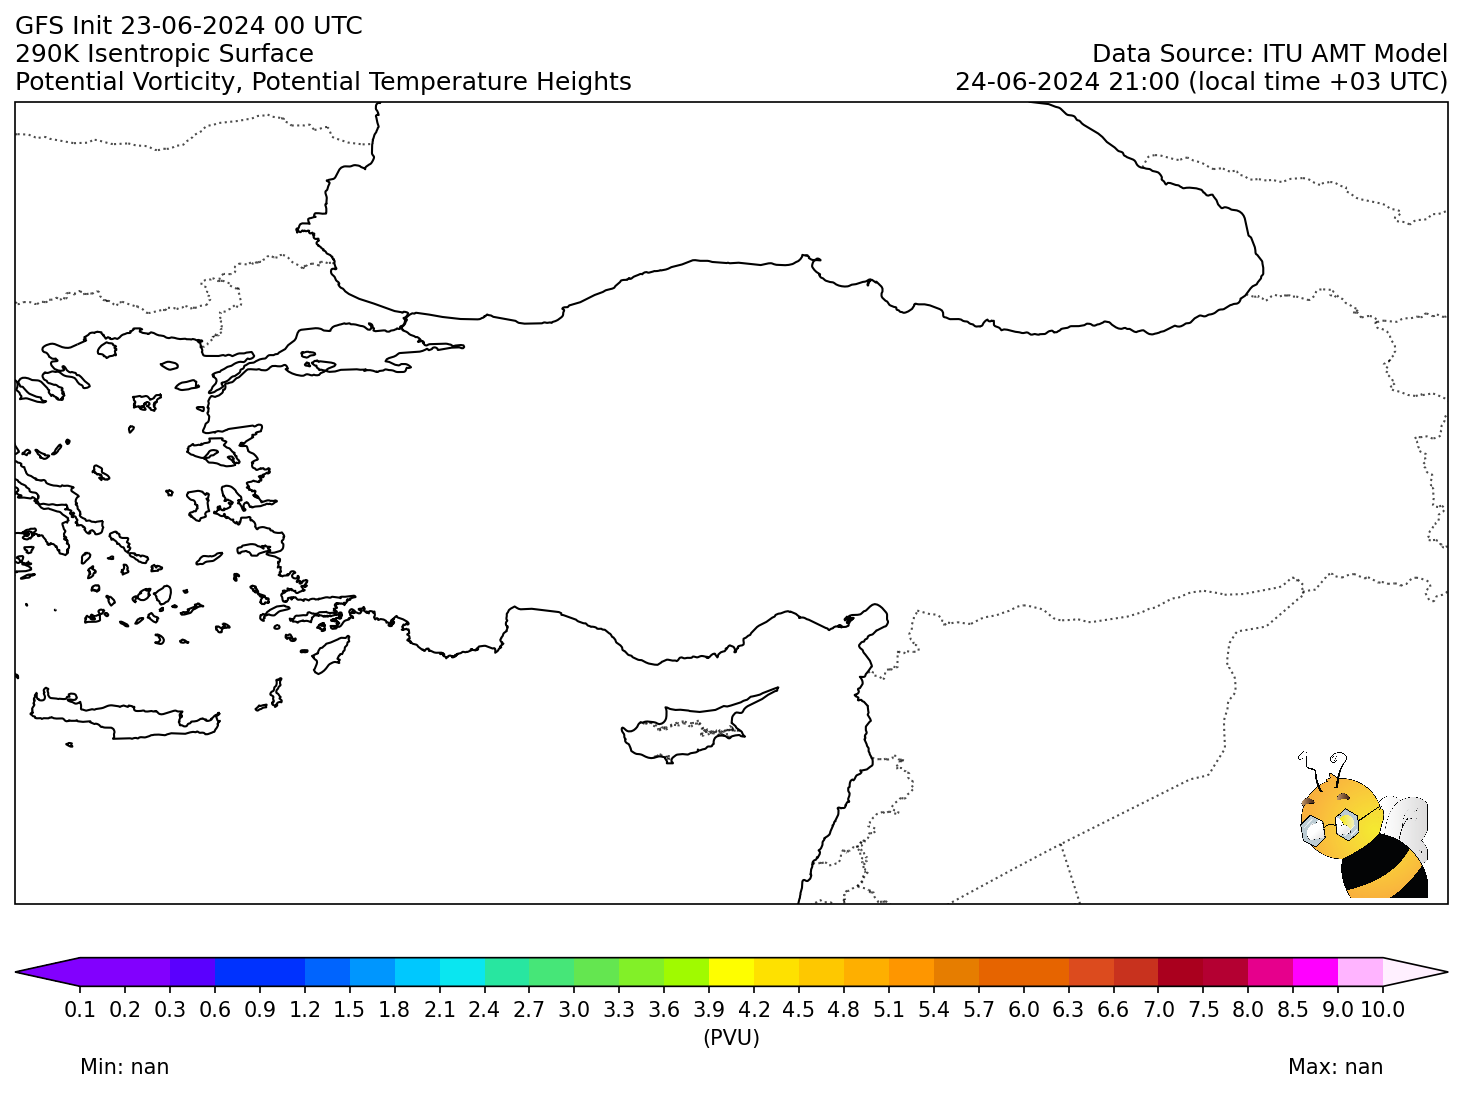 GFS Init 23-06-2024 00 UTC
290K Isentropic Surface
Potential Vorticity, Potential Temperature Heights
Data Source: ITU AMT Model
24-06-2024 21:00 (local time +03 UTC)
0.1 0.2 0.3 0.6 0.9 1.2 1.5 1.8 2.1 2.4 2.7 3.0 3.3 3.6 3.9 4.2 4.5 4.8 5.1 5.4 5.7 6.0 6.3 6.6 7.0 7.5 8.0 8.5 9.0 10.0
(PVU)
Min: nan
Max: nan